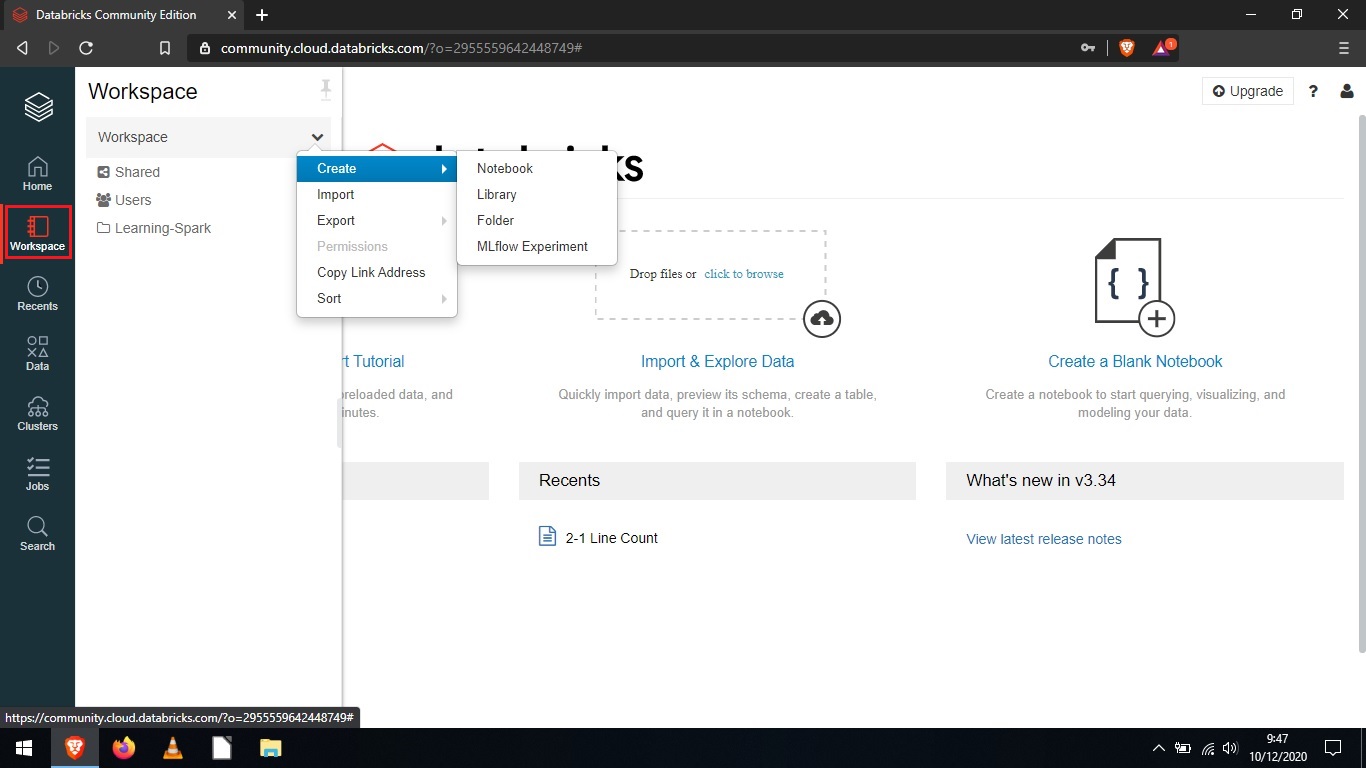 Databricks Community Edition
community.cloud.databricks.com/?o=2955559642448749#
1
Workspace
Upgrade
?
Workspace
Shared
Users
Learning-Spark
Home
Workspace
Recents
Data
Clusters
Jobs
Search
Create
Import
Export
Permissions
Copy Link Address
Sort
Notebook
Library
Folder
MLflow Experiment
Drop files or click to browse
{ }
rt Tutorial
Import & Explore Data
Create a Blank Notebook
preloaded data, and
inutes.
Quickly import data, preview its schema, create a table,
and query it in a notebook.
Create a notebook to start querying, visualizing, and
modeling your data.
Recents
What's new in v3.34
2-1 Line Count
View latest release notes
https://community.cloud.databricks.com/?o=2955559642448749#
9:47
10/12/2020